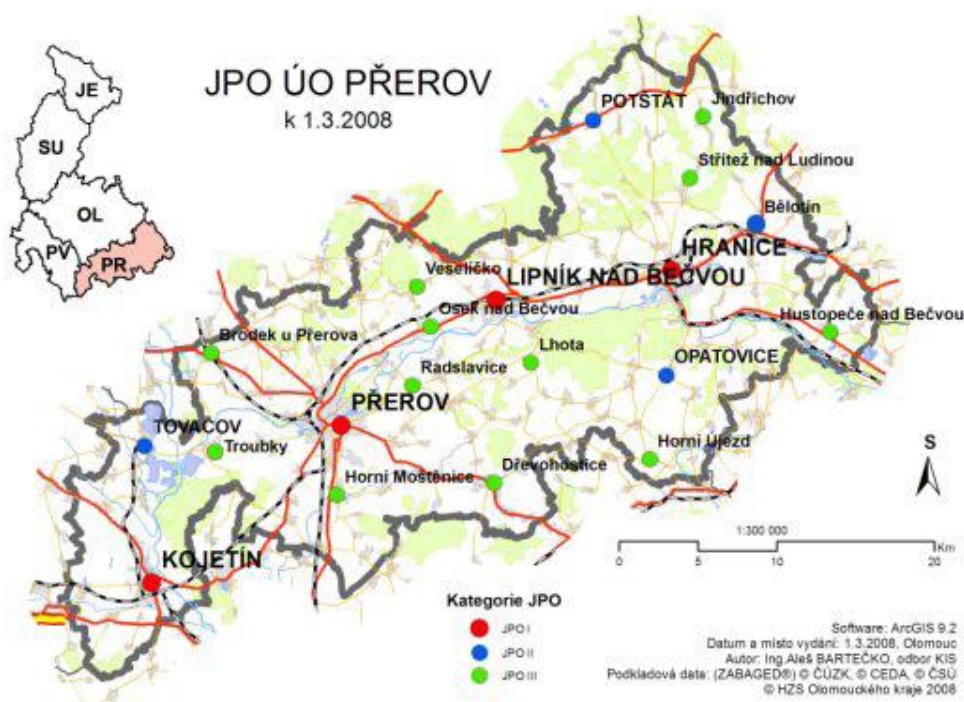 JPO ÚO PŘEROV
k 1.3.2008
JE
SU
OL
PV
PR
POTŠTÁT
Jindřichov
Střítež nad Ludinou
Bělotín
HRANICE
Veselíčko
LIPNÍK NAD BEČVOU
Osek nad Bečvou
Hustopeče nad Bečvou
Brodek u Přerova
Lhota
Radslavice
OPATOVICE
PŘEROV
TOVAČOV
Troubky
Horní Újezd
Horní Moštěnice
Dřevohostice
S
KOJETÍN
1:300 000
0 5 10 20
Km
Kategorie JPO
JPO I
JPO II
JPO III
Software: ArcGIS 9.2
Datum a místo vydání: 1.3.2008, Olomouc
Autor: Ing.Aleš BARTEČKO, odbor KIS
Podkladová data: (ZABAGED®) © ČÚZK, © CEDA, © ČSÚ
© HZS Olomouckého kraje 2008